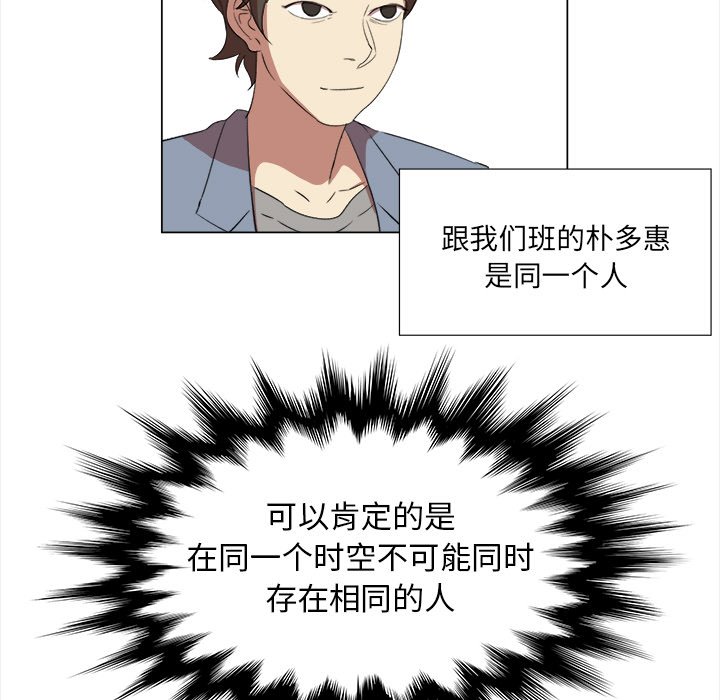 跟我们班的朴多惠
是同一个人
可以肯定的是
在同一个时空不可能同时
存在相同的人